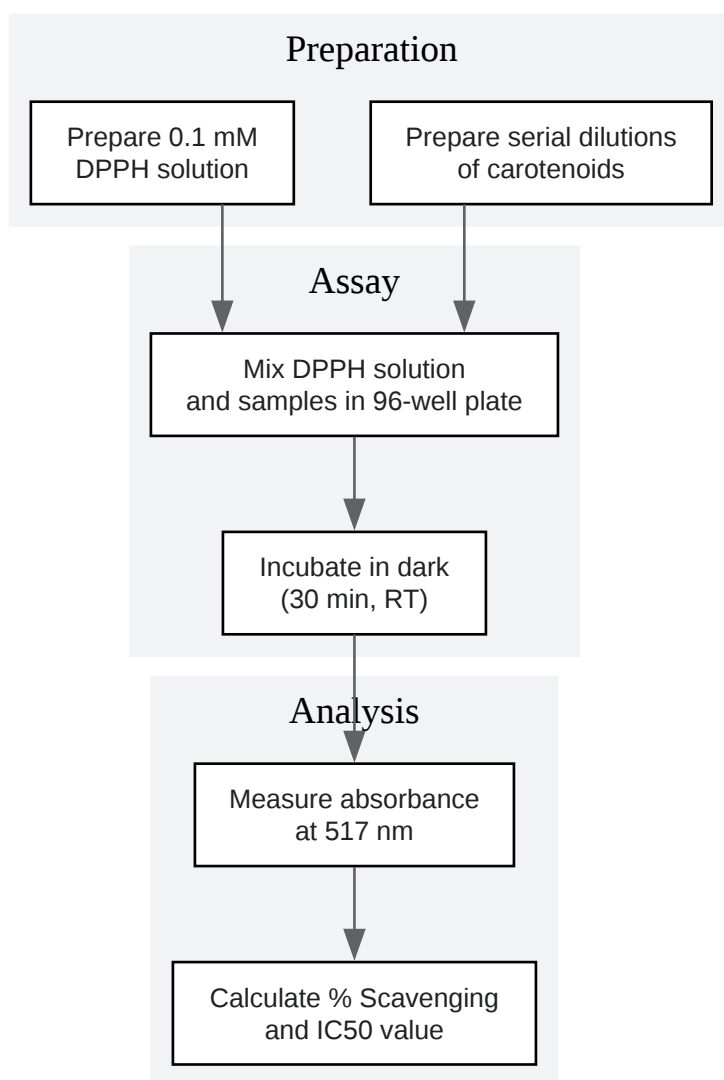 Preparation
Prepare 0.1 mM
DPPH solution
Prepare serial dilutions
of carotenoids
Assay
Mix DPPH solution
and samples in 96-well plate
Incubate in dark
(30 min, RT)
Analysis
Measure absorbance
at 517 nm
Calculate % Scavenging
and IC50 value